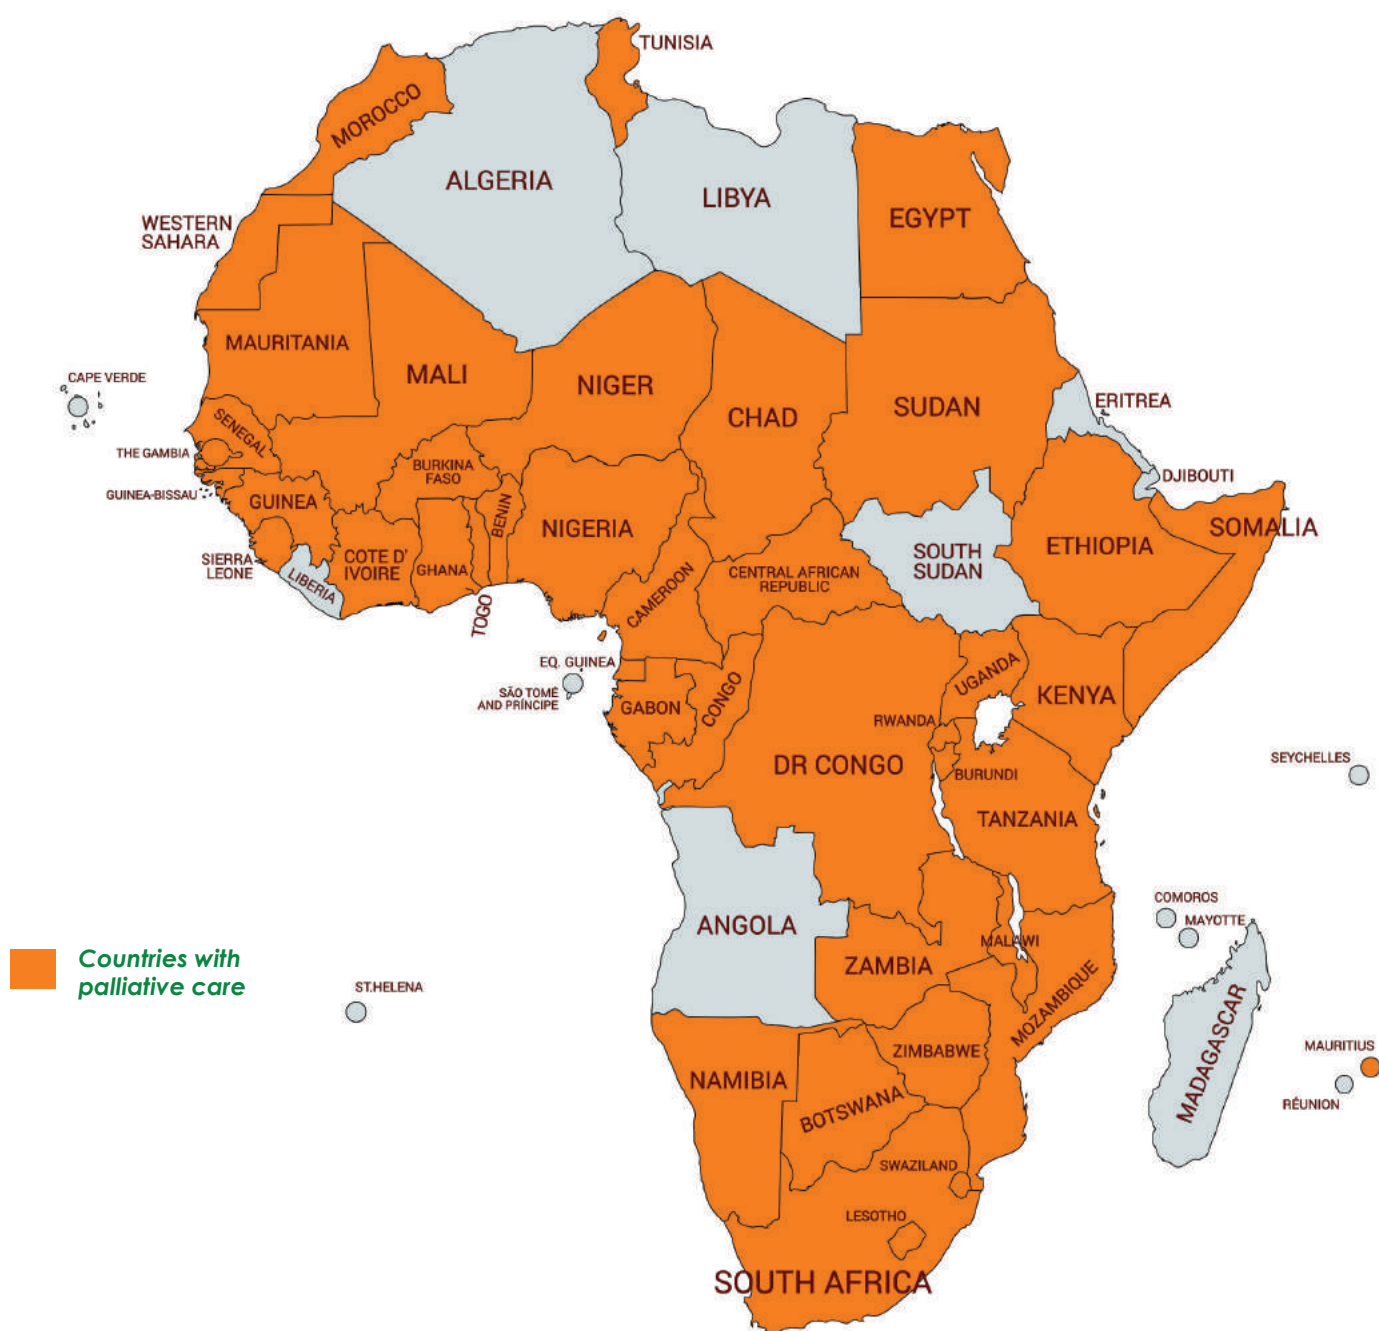 TUNISIA
MOROCCO
ALGERIA
LIBYA
EGYPT
WESTERN
SAHARA
MAURITANIA
MALI
NIGER
CHAD
SUDAN
ERITREA
CAPE VERDE
SENEGAL
THE GAMBIA
BURKINA
FASO
DJIBOUTI
GUINEA-BISSAU
GUINEA
BENIN
NIGERIA
SOMALIA
SIERRA
LEONE
LIBERIA
COTE D'
IVOIRE
GHANA
TOGO
CAMEROON
CENTRAL AFRICAN
REPUBLIC
SOUTH
SUDAN
ETHIOPIA
EQ. GUINEA
SÃO TOMÉ
AND PRÍNCIPE
GABON
CONGO
UGANDA
KENYA
RWANDA
DR CONGO
BURUNDI
TANZANIA
SEYCHELLES
ANGOLA
COMOROS
MAYOTTE
MALAWI
ZAMBIA
Countries with
palliative care
ST.HELENA
MOZAMBIQUE
MADAGASCAR
ZIMBABWE
MAURITIUS
NAMIBIA
BOTSWANA
RÉUNION
SWAZILAND
LESOTHO
SOUTH AFRICA